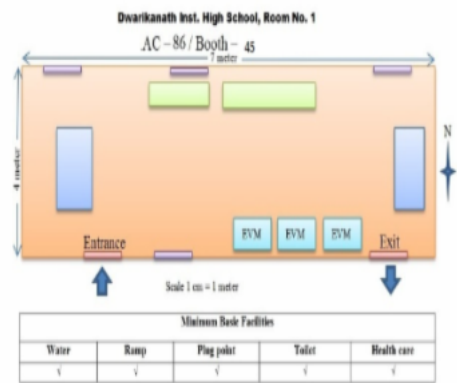 Dwarikanath Inst. High School, Room No. 1
AC – 86 / Booth – 45
7 meter
4 meter
N
EVM EVM EVM
Entrance
Exit
Scale 1 cm = 1 meter
Minimum Basic Facilities
Water Ramp Plug point Toilet Health care
√ √ √ √ √